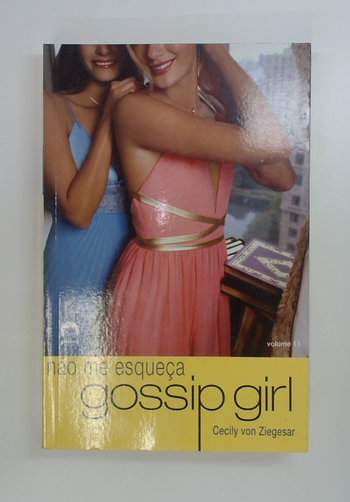 volume 11
não me esqueça
gossip girl
Cecily von Ziegesar